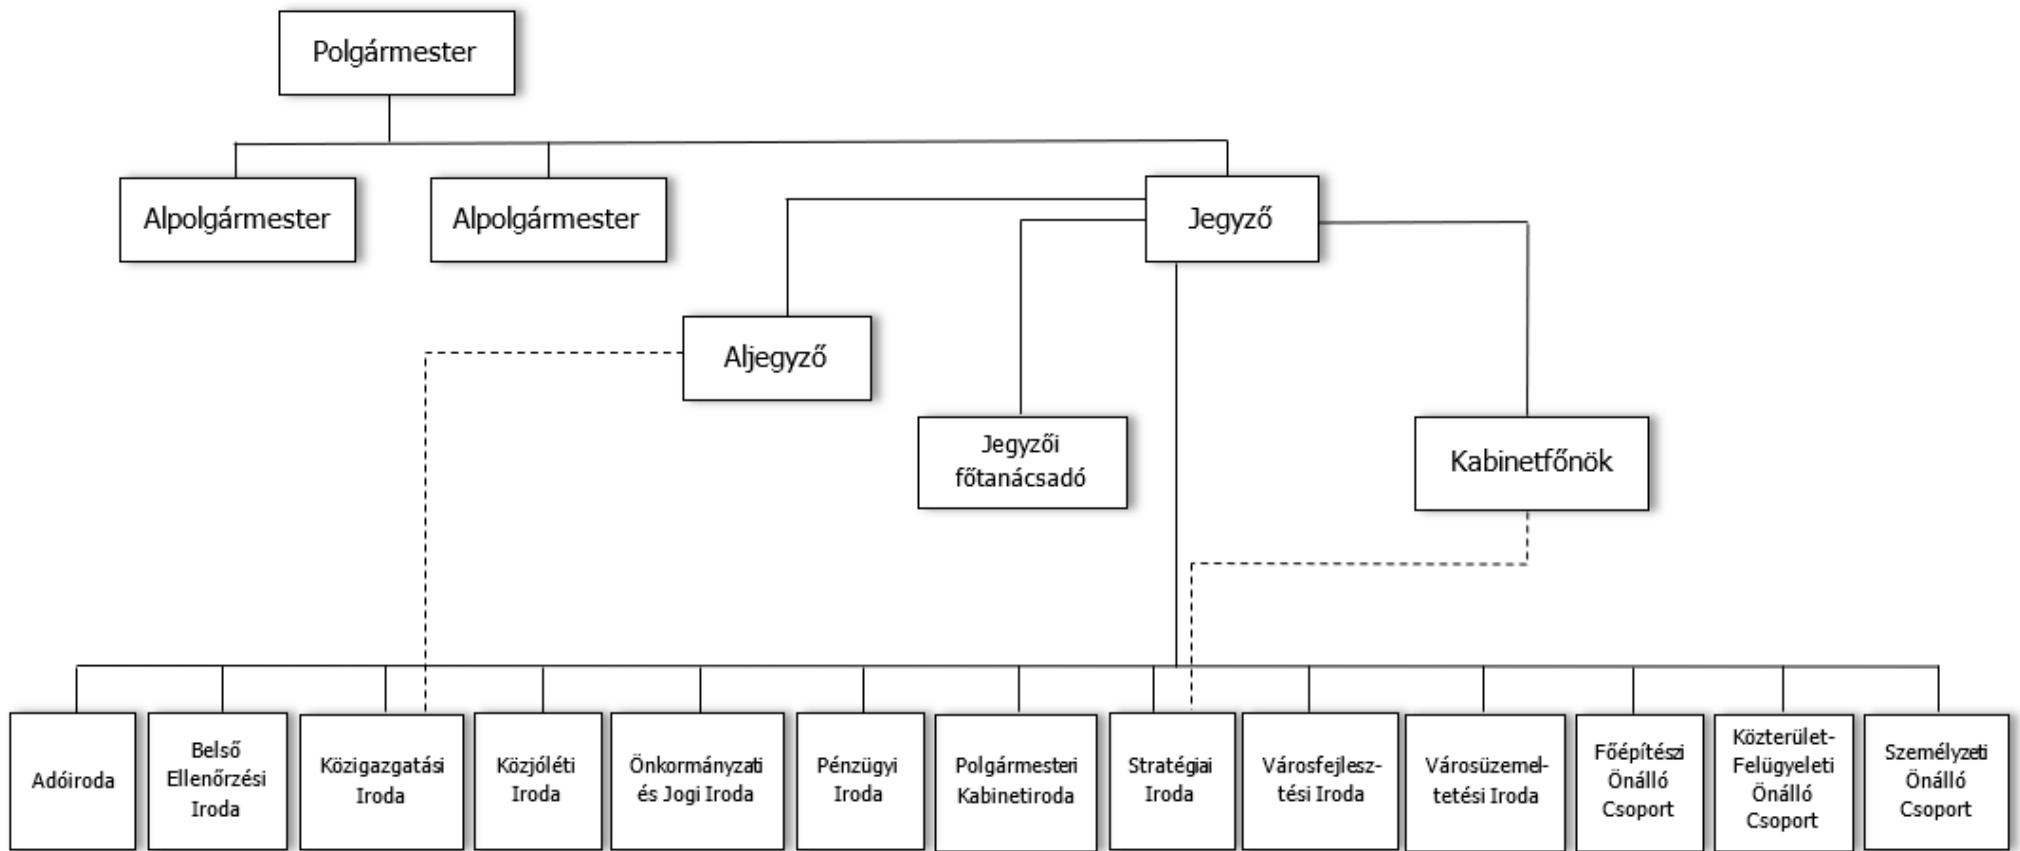 Polgármester
Alpolgármester
Alpolgármester
Jegyző
Aljegyző
Jegyzői
főtanácsadó
Kabinetfőnök
Adóiroda
Belső
Ellenőrzési
Iroda
Közigazgatási
Iroda
Közjóléti
Iroda
Önkormányzati
és Jogi Iroda
Pénzügyi
Iroda
Polgármesteri
Kabinetiroda
Stratégiai
Iroda
Városfejlesz-
tési Iroda
Városüzemel-
tetési Iroda
Főépítészi
Önálló
Csoport
Közterület-
Felügyeleti
Önálló
Csoport
Személyzeti
Önálló
Csoport